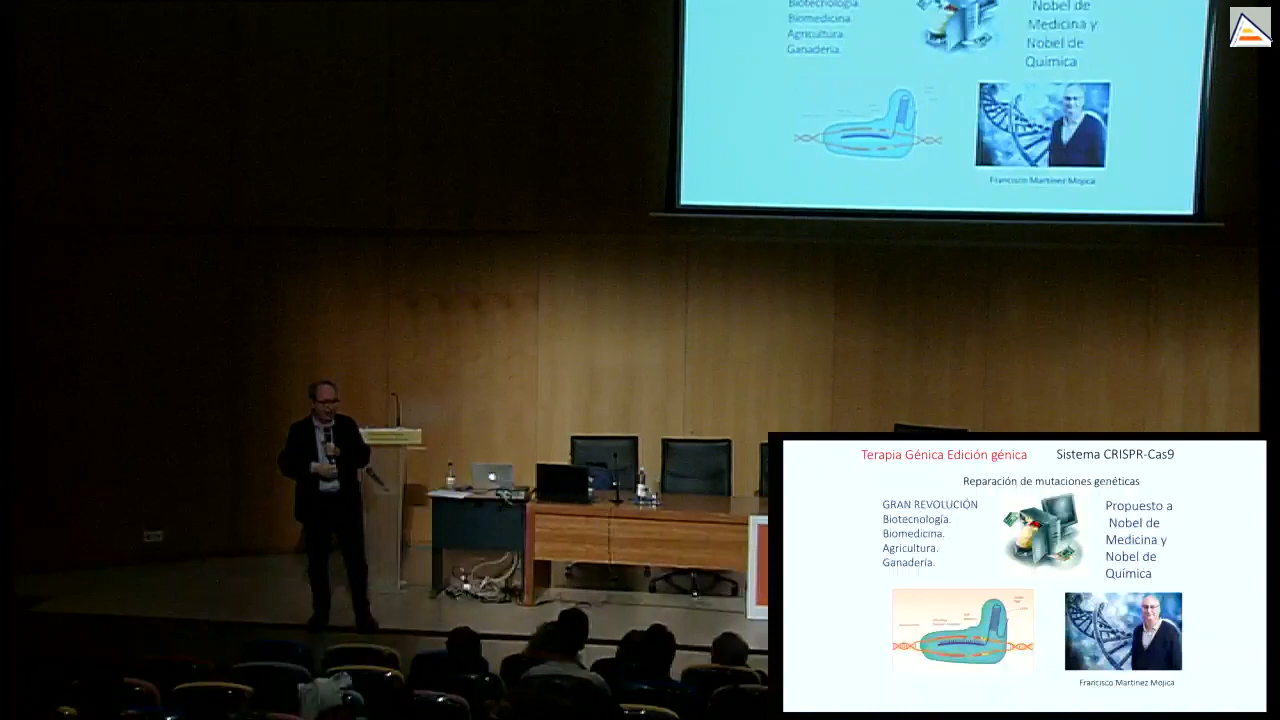 Biotecnología.
Biomedicina.
Agricultura.
Ganadería.
Nobel de
Medicina y
Nobel de
Química
Francisco Martinez Mojica
Terapia Génica Edición génica
Sistema CRISPR-Cas9
Reparación de mutaciones genéticas
GRAN REVOLUCIÓN
Biotecnología.
Biomedicina.
Agricultura.
Ganadería.
Propuesto a
Nobel de
Medicina y
Nobel de
Química
Francisco Martinez Mojica